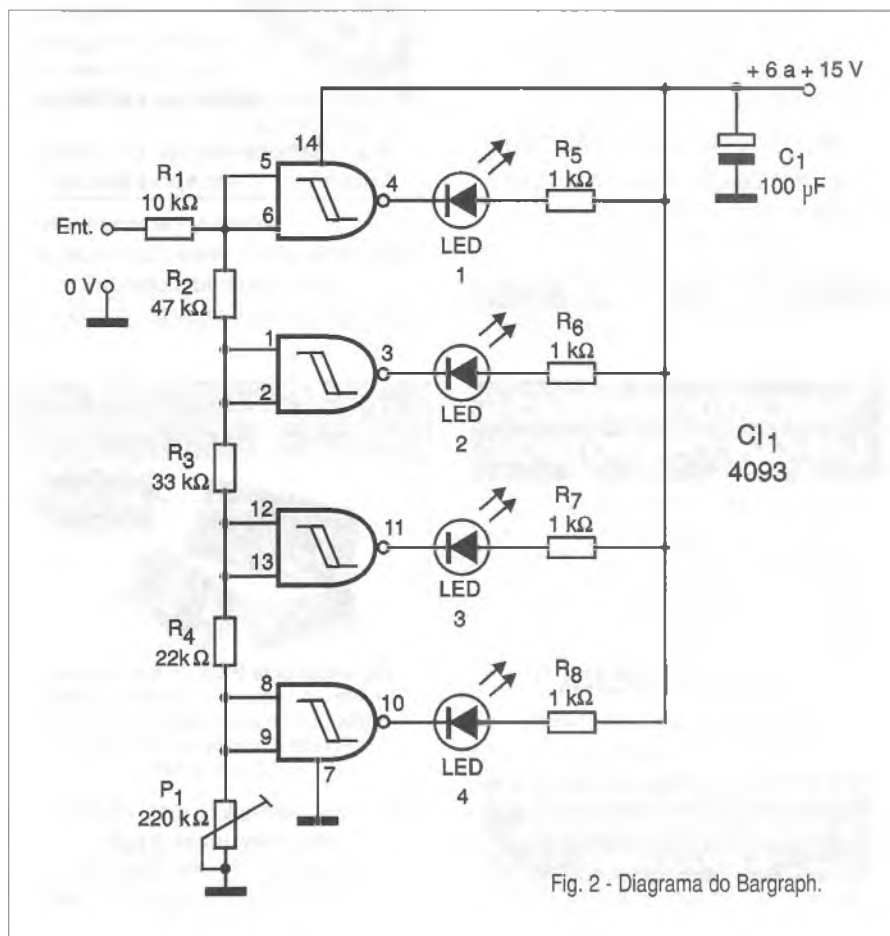 + 6 a + 15 V
14
R1
10 kΩ
5
6
4
LED
1
R5
1 kΩ
C1
100 µF
Ent.
0 V
R2
47 kΩ
1
2
3
LED
2
R6
1 kΩ
CI1
4093
R3
33 kΩ
12
13
11
LED
3
R7
1 kΩ
R4
22kΩ
8
9
10
7
LED
4
R8
1 kΩ
P1
220 kΩ
Fig. 2 - Diagrama do Bargraph.